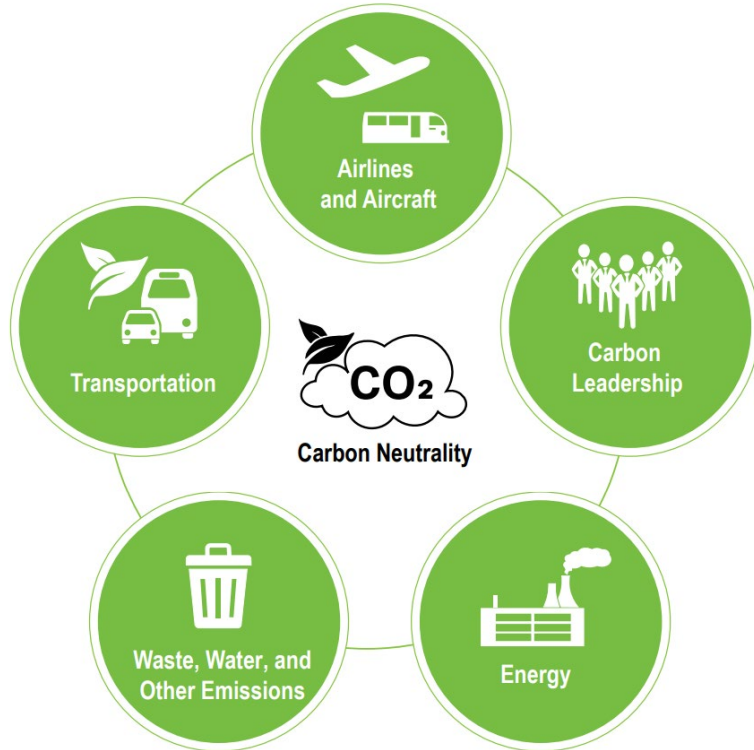 Airlines
and Aircraft
Carbon
Leadership
Transportation
CO₂
Carbon Neutrality
Waste, Water, and
Other Emissions
Energy